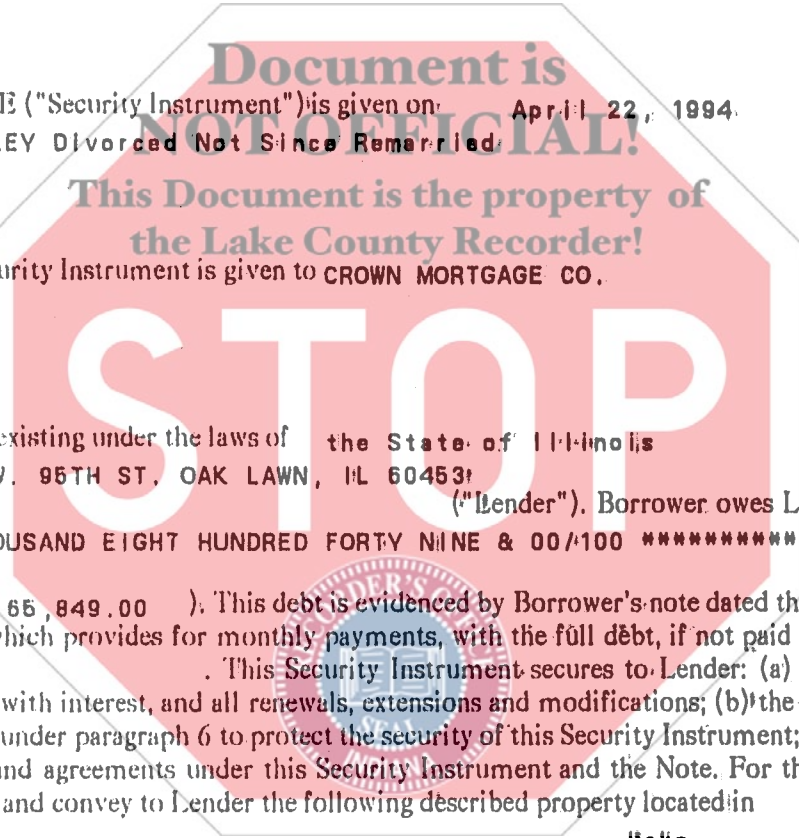 Document is
E ("Security Instrument") is given on April 22, 1994
NOT OFFICIAL!
LEY Divorced Not Since Remarried
This Document is the property of
the Lake County Recorder!
urity Instrument is given to CROWN MORTGAGE CO.
STOP
existing under the laws of the State of Illinois
. 95TH ST. OAK LAWN, IL 60453
("Lender"). Borrower owes L
OUSAND EIGHT HUNDRED FORTY NINE & 00/100 ***********
65,849.00 ). This debt is evidenced by Borrower's note dated th
which provides for monthly payments, with the full debt, if not paid
. This Security Instrument secures to Lender: (a)
with interest, and all renewals, extensions and modifications; (b) the
under paragraph 6 to protect the security of this Security Instrument;
nd agreements under this Security Instrument and the Note. For th
and convey to Lender the following described property located in
SEAL
INDIANA